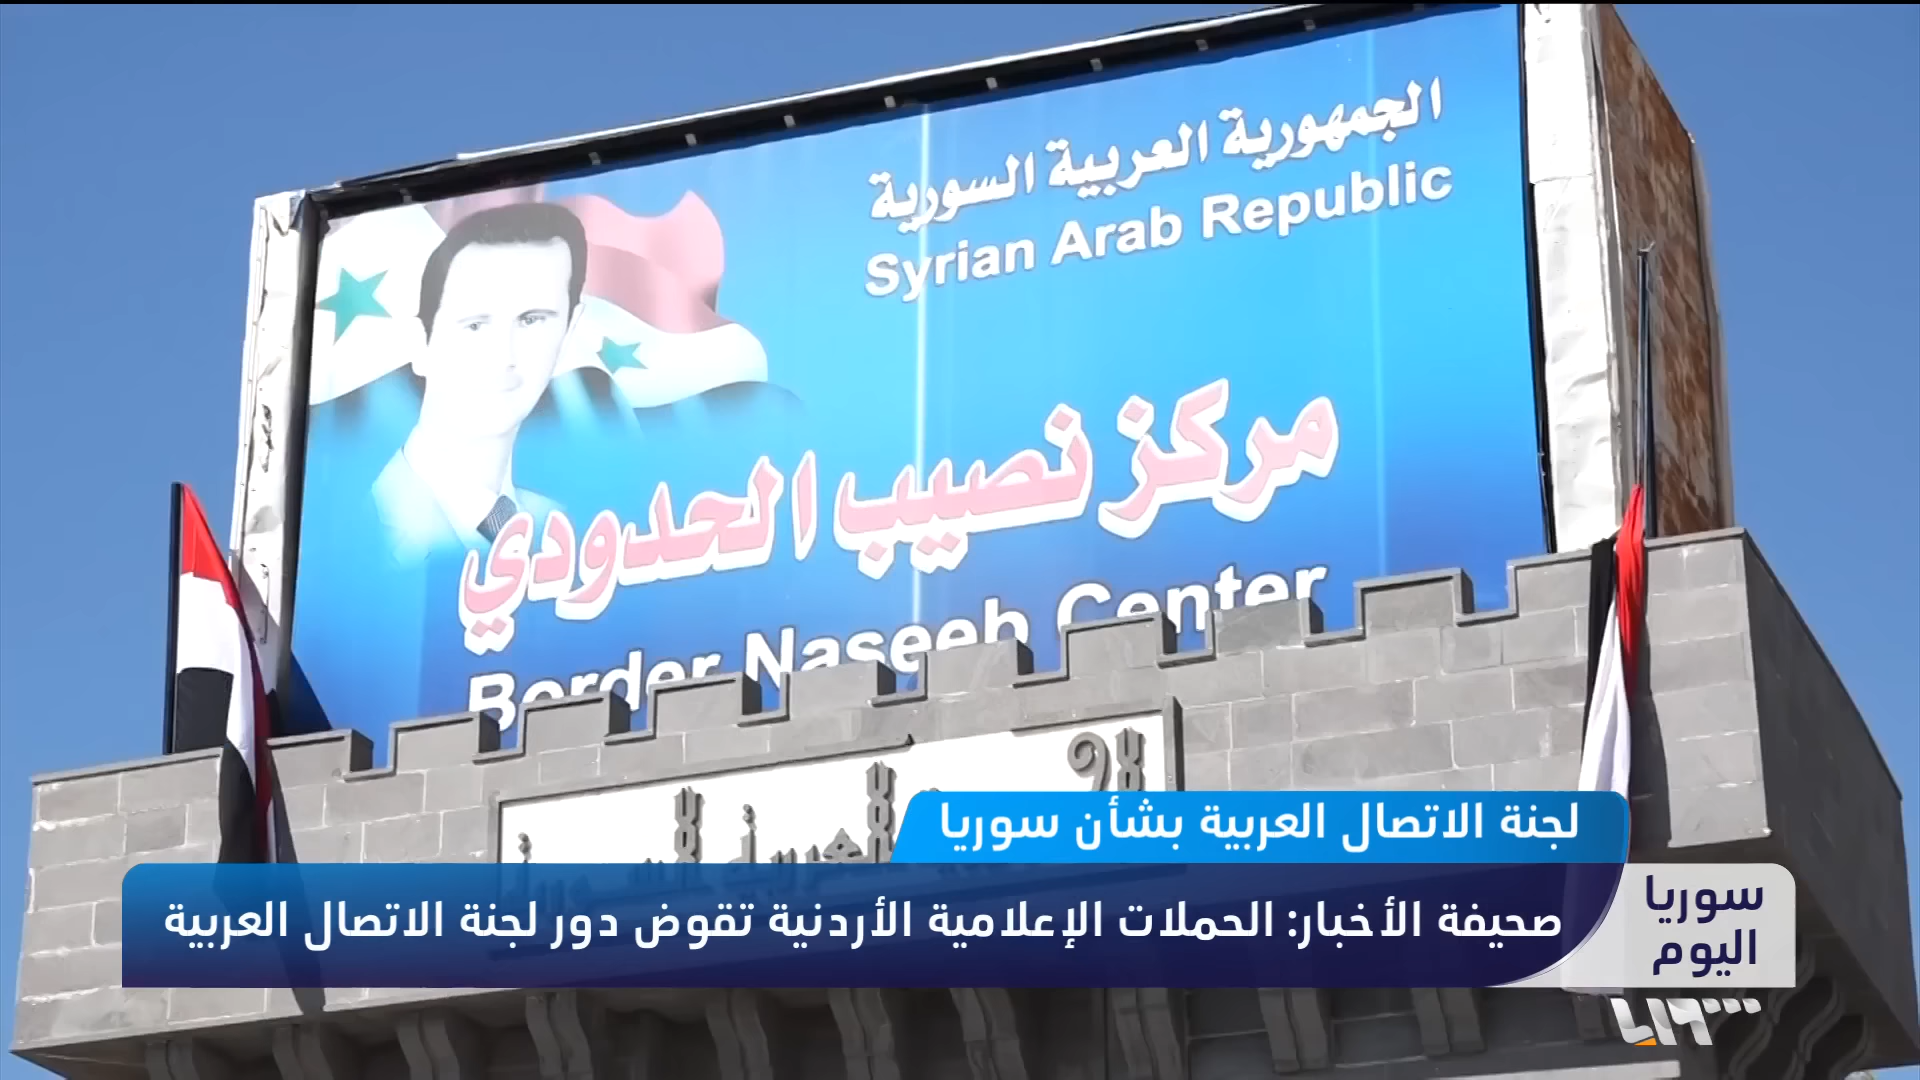 الجمهورية العربية السورية
Syrian Arab Republic
مركز نصيب الحدودي
Border Naseeb Center
لجنة الاتصال العربية بشأن سوريا
صحيفة الأخبار: الحملات الإعلامية الأردنية تقوض دور لجنة الاتصال العربية
سوريا
اليوم